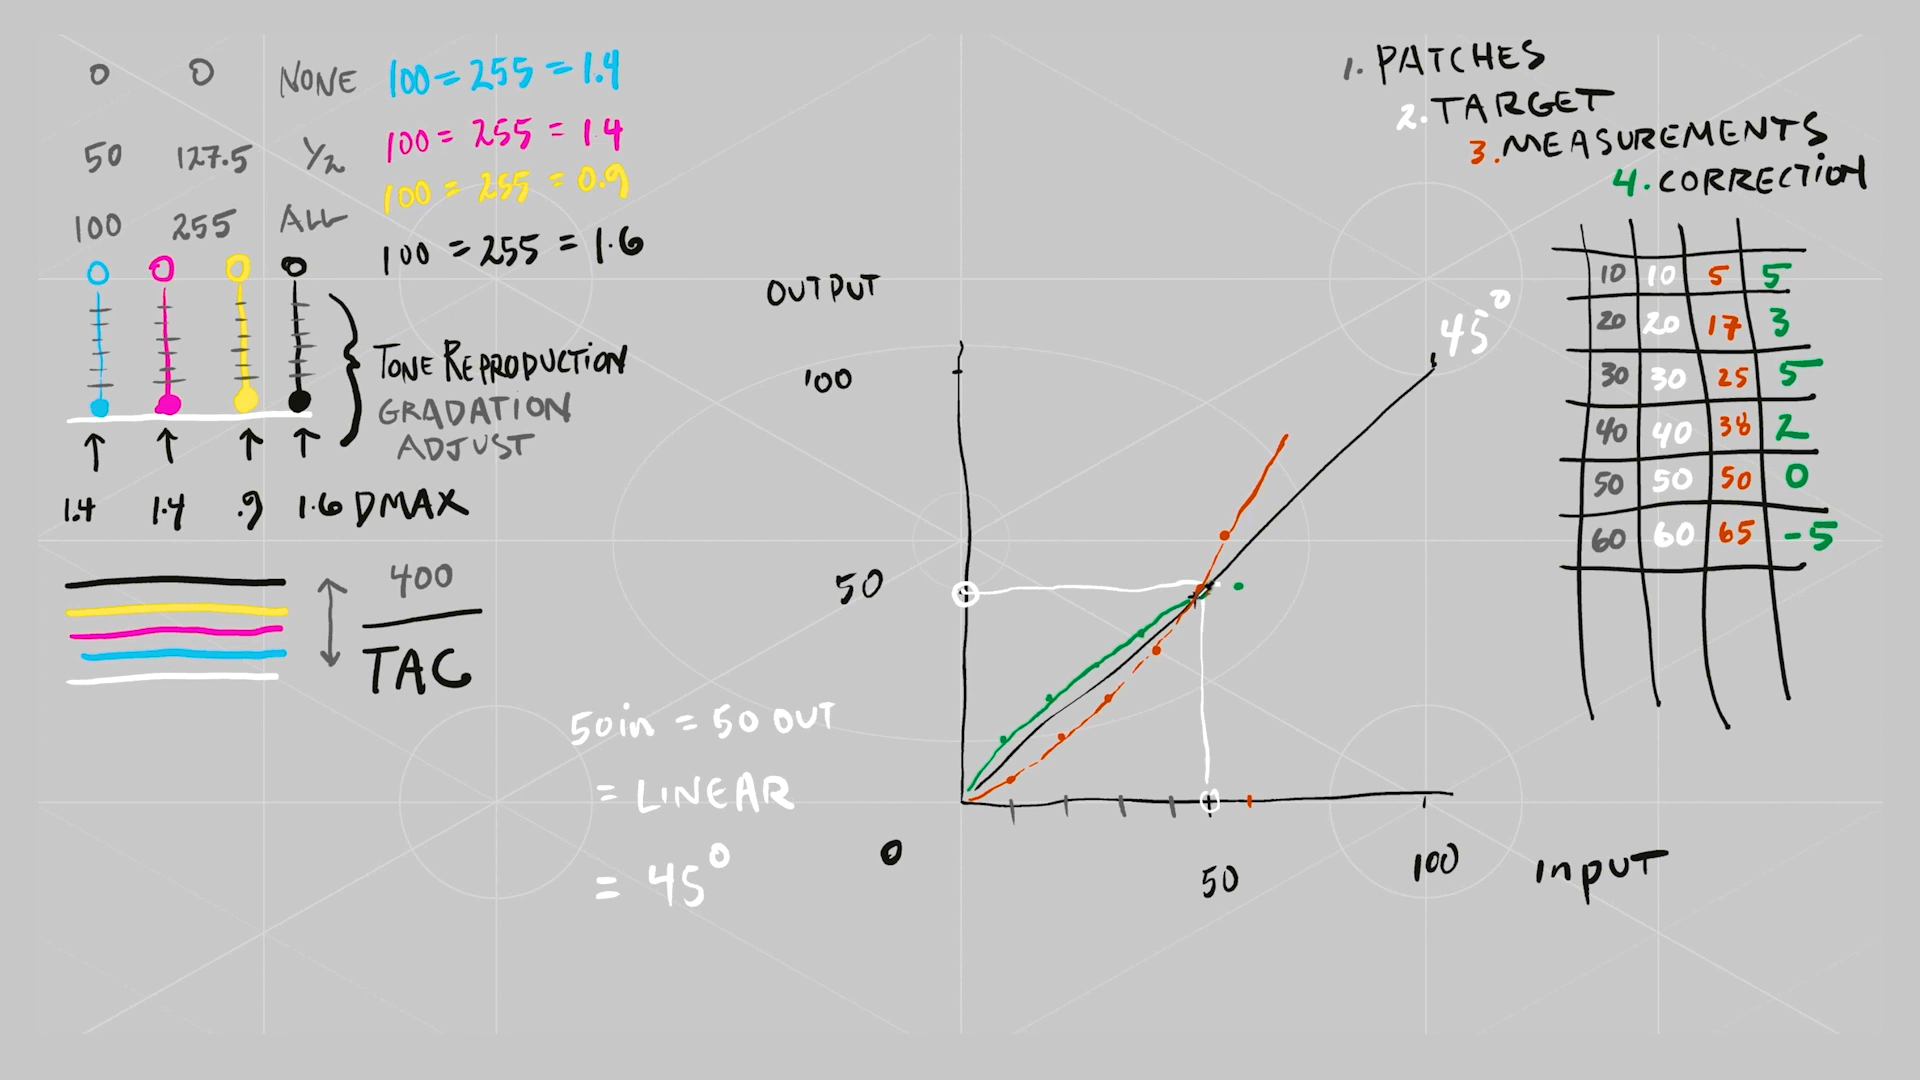 0 0 NONE
50 127.5 1/2
100 255 ALL
100 = 255 = 1.4
100 = 255 = 1.4
100 = 255 = 0.9
100 = 255 = 1.6
TONE REPRODUCTION
GRADATION
ADJUST
1.4 1.4 .9 1.6 DMAX
400
TAC
50in = 50 OUT
= LINEAR
= 45°
OUTPUT
100
50
0
50
100
INPUT
45°
1. PATCHES
2. TARGET
3. MEASUREMENTS
4. CORRECTION
10 10 5 5
20 20 17 3
30 30 25 5
40 40 38 2
50 50 50 0
60 60 65 -5